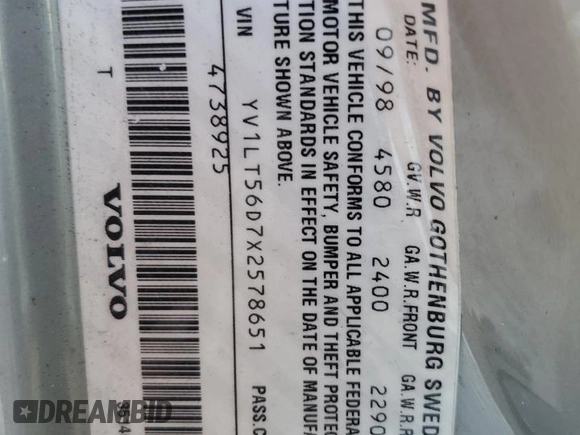 MFD. BY VOLVO GOTHENBURG SWED
DATE: GV.W.R GA.W.R.FRONT GA.W.R.R
09/98 4580 2400 2290
THIS VEHICLE CONFORMS TO ALL APPLICABLE FEDERA
MOTOR VEHICLE SAFETY, BUMPER AND THEFT PROTEC
TION STANDARDS IN EFFECT ON THE DATE OF MANUFA
TURE SHOWN ABOVE.
VIN YV1LT56D7X2578651 PASS.C
4738925
T
VOLVO
DREAMBID